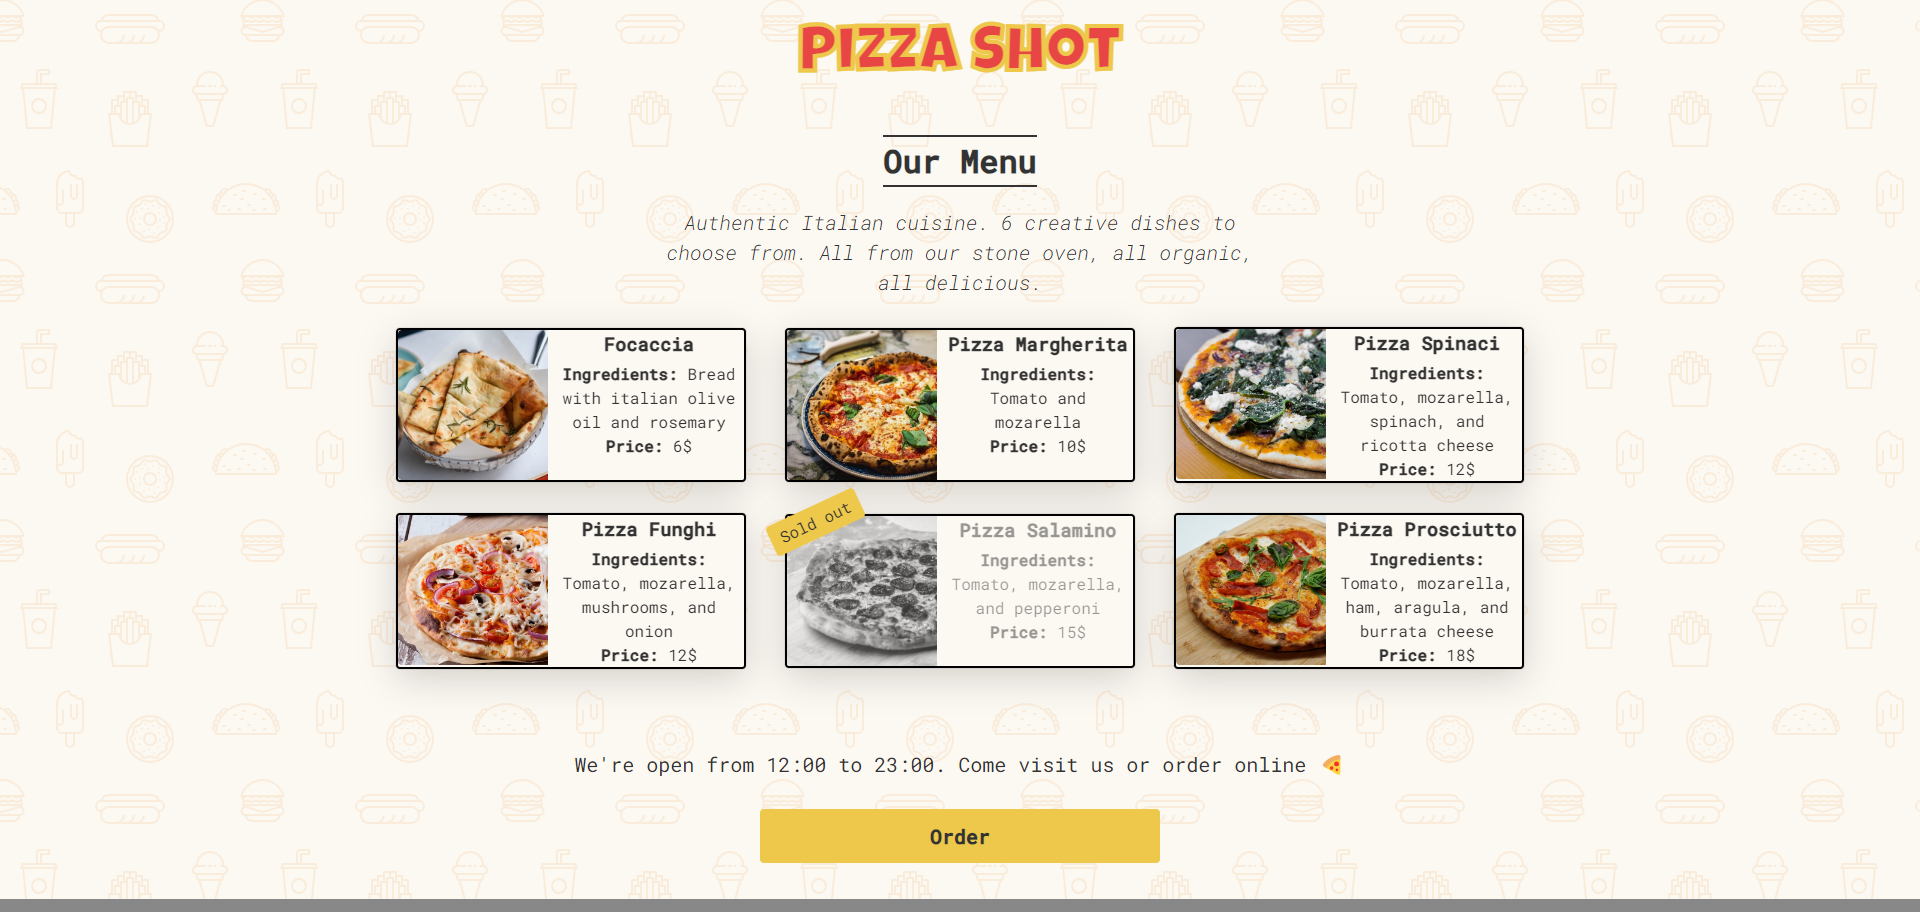 PIZZA SHOT
Our Menu
Authentic Italian cuisine. 6 creative dishes to
choose from. All from our stone oven, all organic,
all delicious.
Focaccia
Ingredients: Bread
with italian olive
oil and rosemary
Price: 6$
Pizza Margherita
Ingredients:
Tomato and
mozarella
Price: 10$
Pizza Spinaci
Ingredients:
Tomato, mozarella,
spinach, and
ricotta cheese
Price: 12$
Pizza Funghi
Ingredients:
Tomato, mozarella,
mushrooms, and
onion
Price: 12$
Sold out
Pizza Salamino
Ingredients:
Tomato, mozarella,
and pepperoni
Price: 15$
Pizza Prosciutto
Ingredients:
Tomato, mozarella,
ham, aragula, and
burrata cheese
Price: 18$
We're open from 12:00 to 23:00. Come visit us or order online 🍕
Order